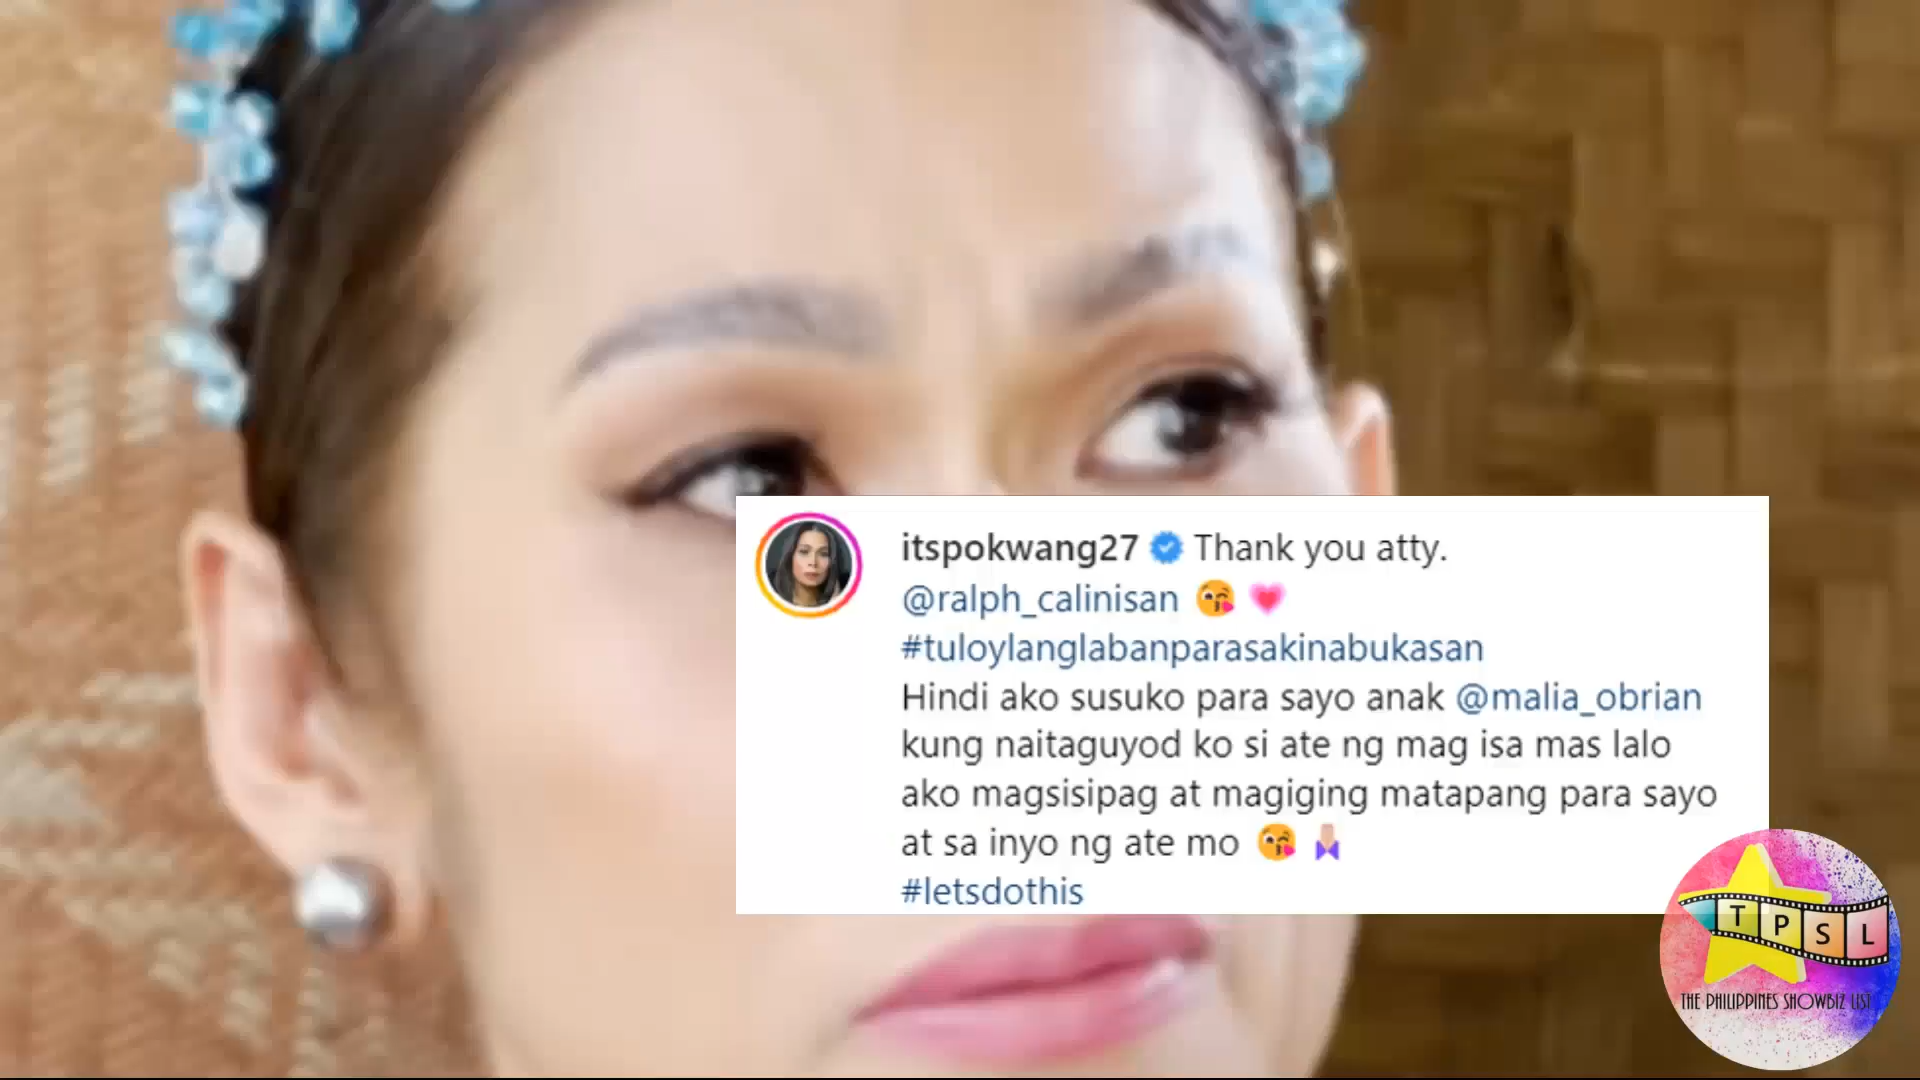 itspokwang27 Thank you atty.
@ralph_calinisan 😘 💗
#tuloylanglabanparasakinabukasan
Hindi ako susuko para sayo anak @malia_obrian
kung naitaguyod ko si ate ng mag isa mas lalo
ako magsisipag at magiging matapang para sayo
at sa inyo ng ate mo 😘
#letsdothis
T P S L
THE PHILIPPINES SHOWBIZ LIST